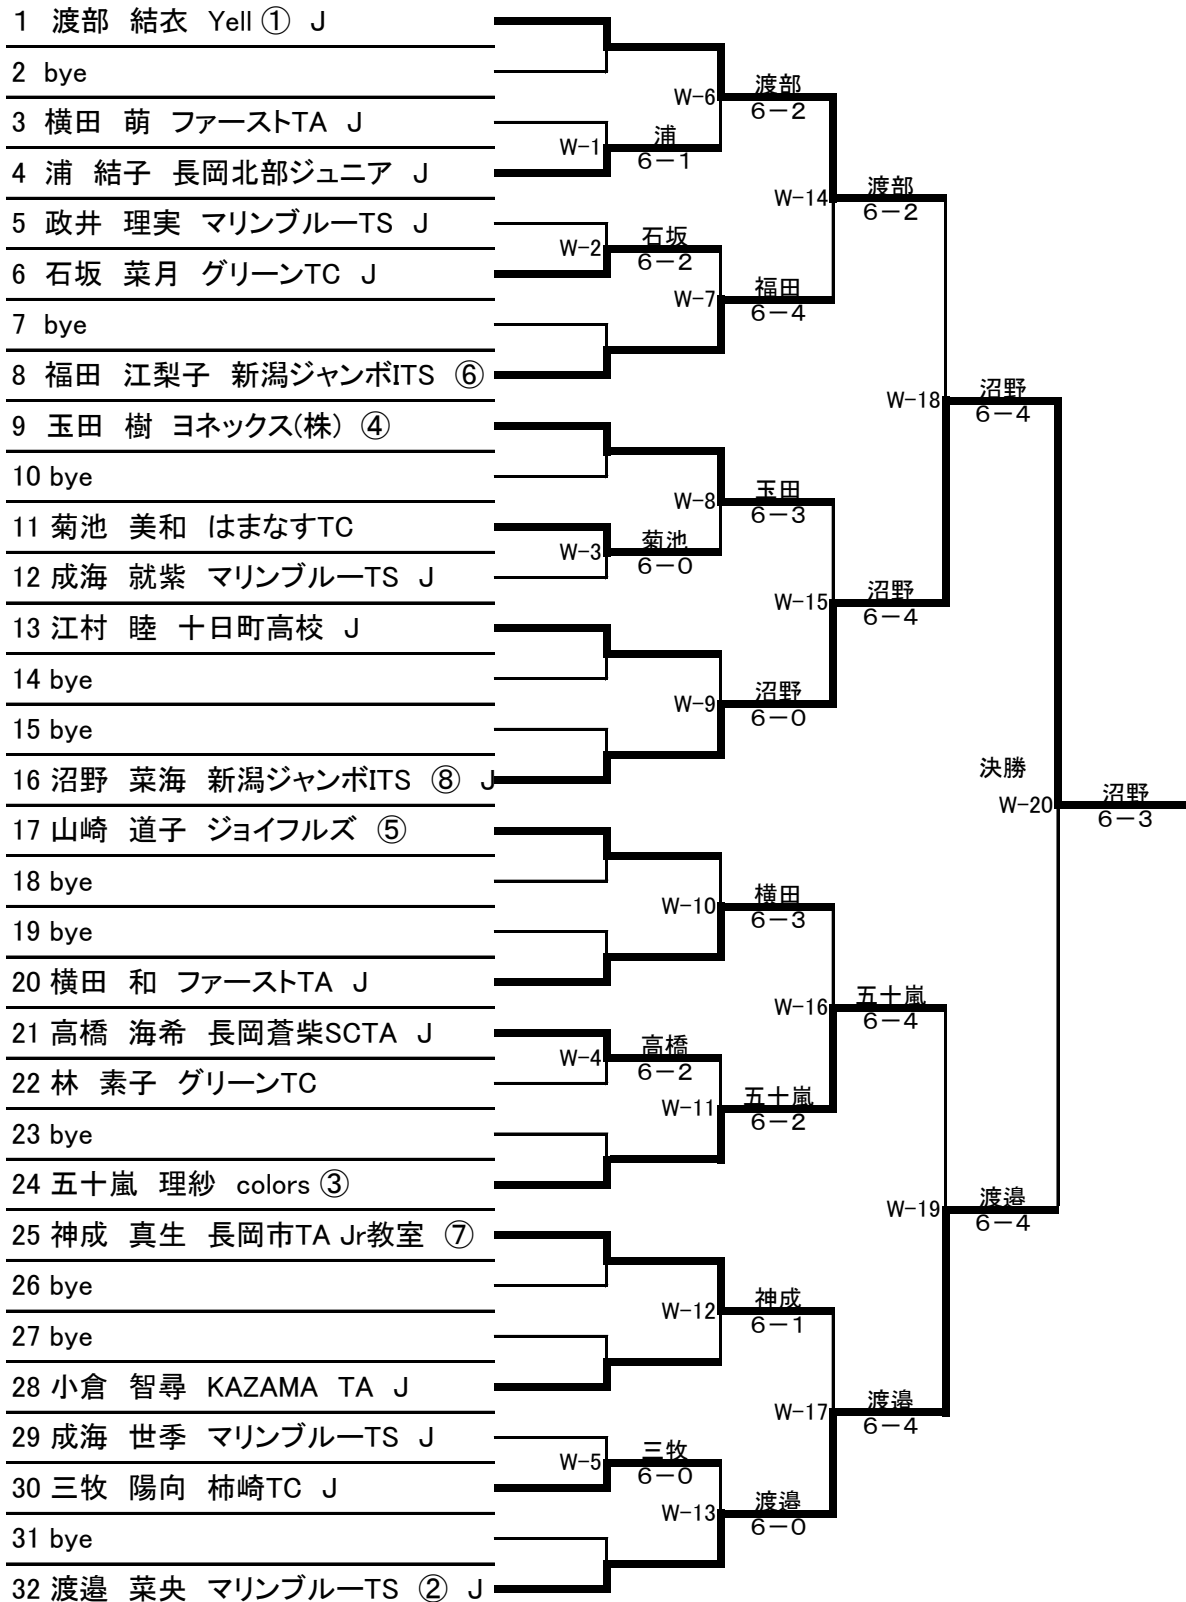 1 渡部 結衣 Yell ① J
2 bye
3 横田 萌 ファーストTA J
4 浦 結子 長岡北部ジュニア J
5 政井 理実 マリンブルーTS J
6 石坂 菜月 グリーンTC J
7 bye
8 福田 江梨子 新潟ジャンボITS ⑥
9 玉田 樹 ヨネックス(株) ④
10 bye
11 菊池 美和 はまなすTC
12 成海 就紫 マリンブルーTS J
13 江村 睦 十日町高校 J
14 bye
15 bye
16 沼野 菜海 新潟ジャンボITS ⑧ J
17 山崎 道子 ジョイフルズ ⑤
18 bye
19 bye
20 横田 和 ファーストTA J
21 高橋 海希 長岡蒼柴SCTA J
22 林 素子 グリーンTC
23 bye
24 五十嵐 理紗 colors ③
25 神成 真生 長岡市TA Jr教室 ⑦
26 bye
27 bye
28 小倉 智尋 KAZAMA TA J
29 成海 世季 マリンブルーTS J
30 三牧 陽向 柿崎TC J
31 bye
32 渡邉 菜央 マリンブルーTS ② J
W-1 浦
6-1
W-2 石坂
6-2
W-3 菊池
6-0
W-4 高橋
6-2
W-5 三牧
6-0
W-6 渡部
6-2
W-7 福田
6-4
W-8 玉田
6-3
W-9 沼野
6-0
W-10 横田
6-3
W-11 五十嵐
6-2
W-12 神成
6-1
W-13 渡邉
6-0
W-14 渡部
6-2
W-15 沼野
6-4
W-16 五十嵐
6-4
W-17 渡邉
6-4
W-18 沼野
6-4
W-19 渡邉
6-4
決勝
W-20 沼野
6-3